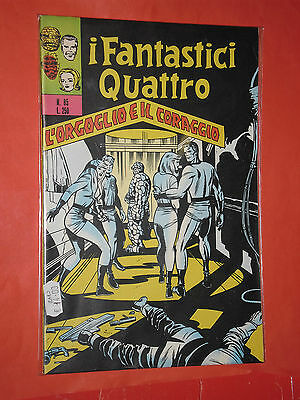 i Fantastici
Quattro
N. 85
L. 250
L'ORGOGLIO E IL CORAGGIO